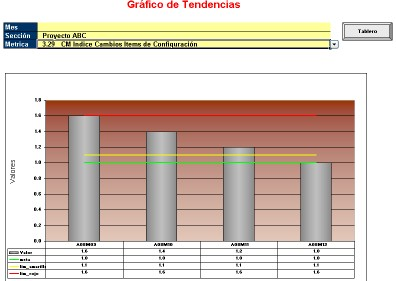 Gráfico de Tendencias
Mes
Sección Proyecto ABC
Metrica 3.29 CM Indice Cambios Items de Configuración
Tablero
Valores
1.8
1.6
1.4
1.2
1.0
0.8
0.6
0.4
0.2
0.0
Valor 1.6 1.4 1.2 1.0
meta 1.0 1.0 1.0 1.0
lim_amarillo 1.1 1.1 1.1 1.1
lim_rojo 1.6 1.6 1.6 1.6